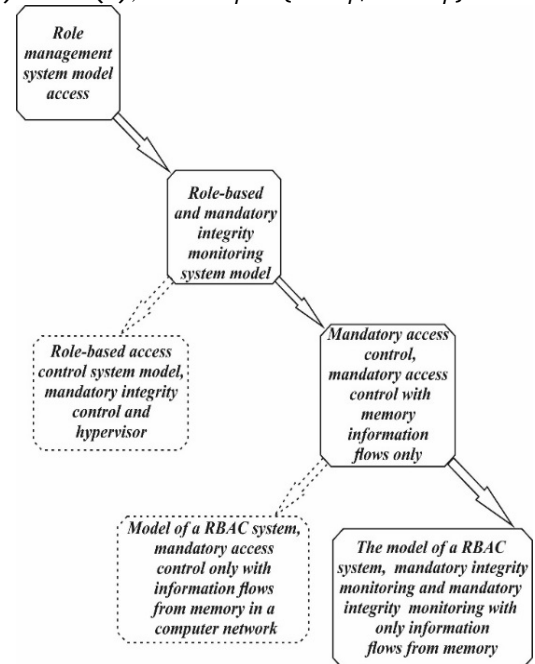 Role
management
system model
access
Role-based
and mandatory
integrity
monitoring
system model
Role-based access
control system model,
mandatory integrity
control and
hypervisor
Mandatory access
control,
mandatory access
control with
memory
information
flows only
Model of a RBAC system,
mandatory access
control only with
information flows
from memory in a
computer network
The model of a RBAC
system, mandatory integrity
monitoring and mandatory
integrity monitoring with
only information
flows from memory